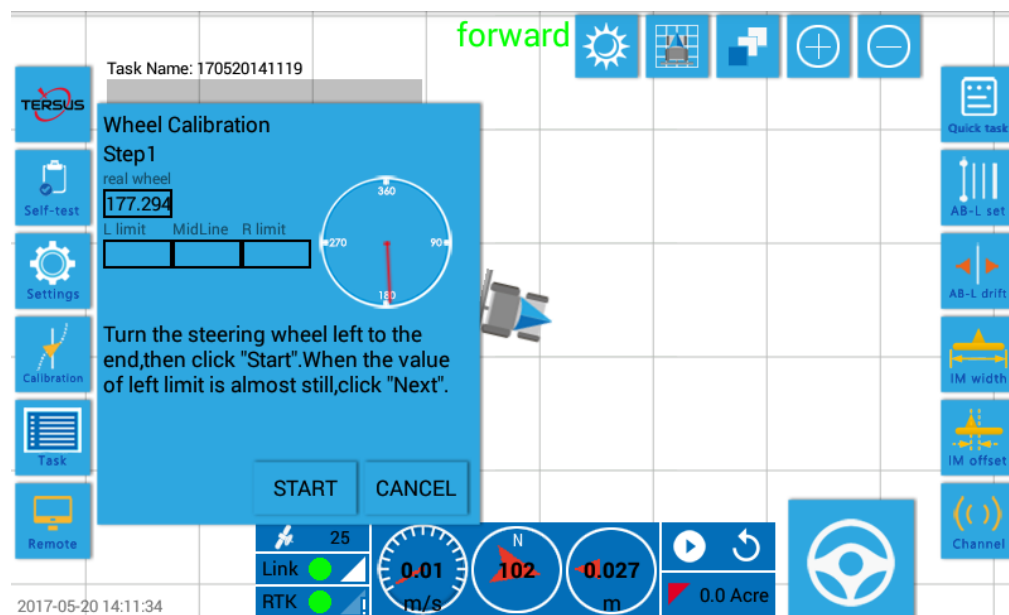 forward
Task Name: 170520141119
TERSUS
Self-test
Settings
Calibration
Task
Remote
Wheel Calibration
Step1
real wheel
177.294
L limit MidLine R limit
360
270 90
180
Turn the steering wheel left to the
end,then click "Start".When the value
of left limit is almost still,click "Next".
START CANCEL
Quick task
AB-L set
AB-L drift
IM width
IM offset
Channel
25
Link
RTK
0.01
m/s
N
102
0.027
m
0.0 Acre
2017-05-20 14:11:34